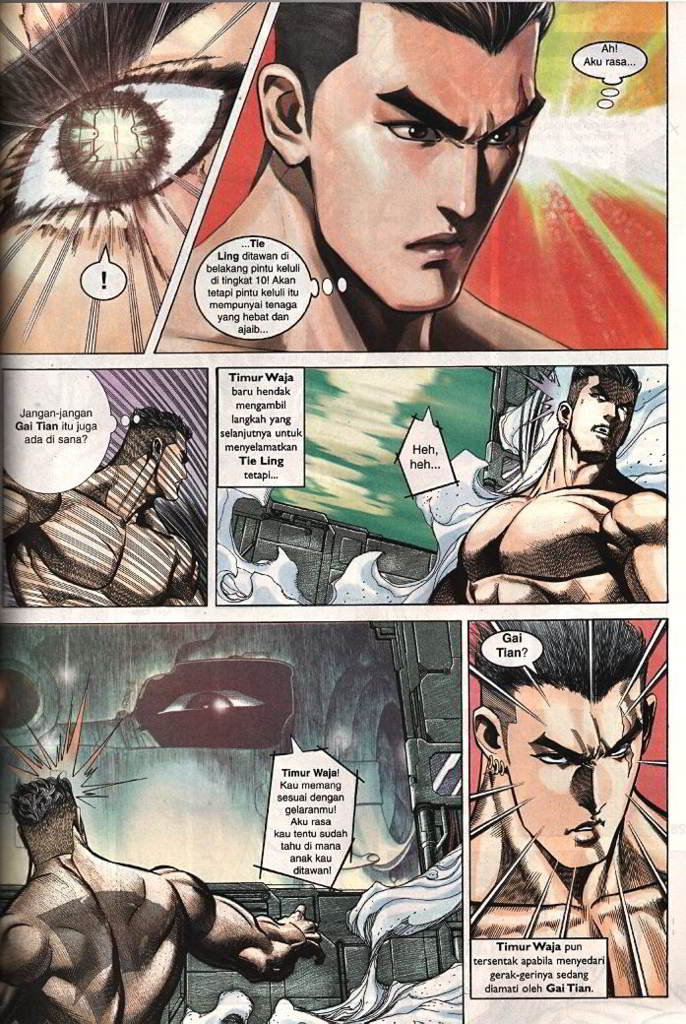 Ah!
Aku rasa...
!
...Tie
Ling ditawan di
belakang pintu keluli
di tingkat 10! Akan
tetapi pintu keluli itu
mempunyai tenaga
yang hebat dan
ajaib...
Jangan-jangan
Gai Tian itu juga
ada di sana?
Timur Waja
baru hendak
mengambil
langkah yang
selanjutnya untuk
menyelamatkan
Tie Ling
tetapi...
Heh,
heh...
Timur Waja!
Kau memang
sesuai dengan
gelaranmu!
Aku rasa
kau tentu sudah
tahu di mana
anak kau
ditawan!
Gai
Tian?
Timur Waja pun
tersentak apabila menyedari
gerak-gerinya sedang
diamati oleh Gai Tian.